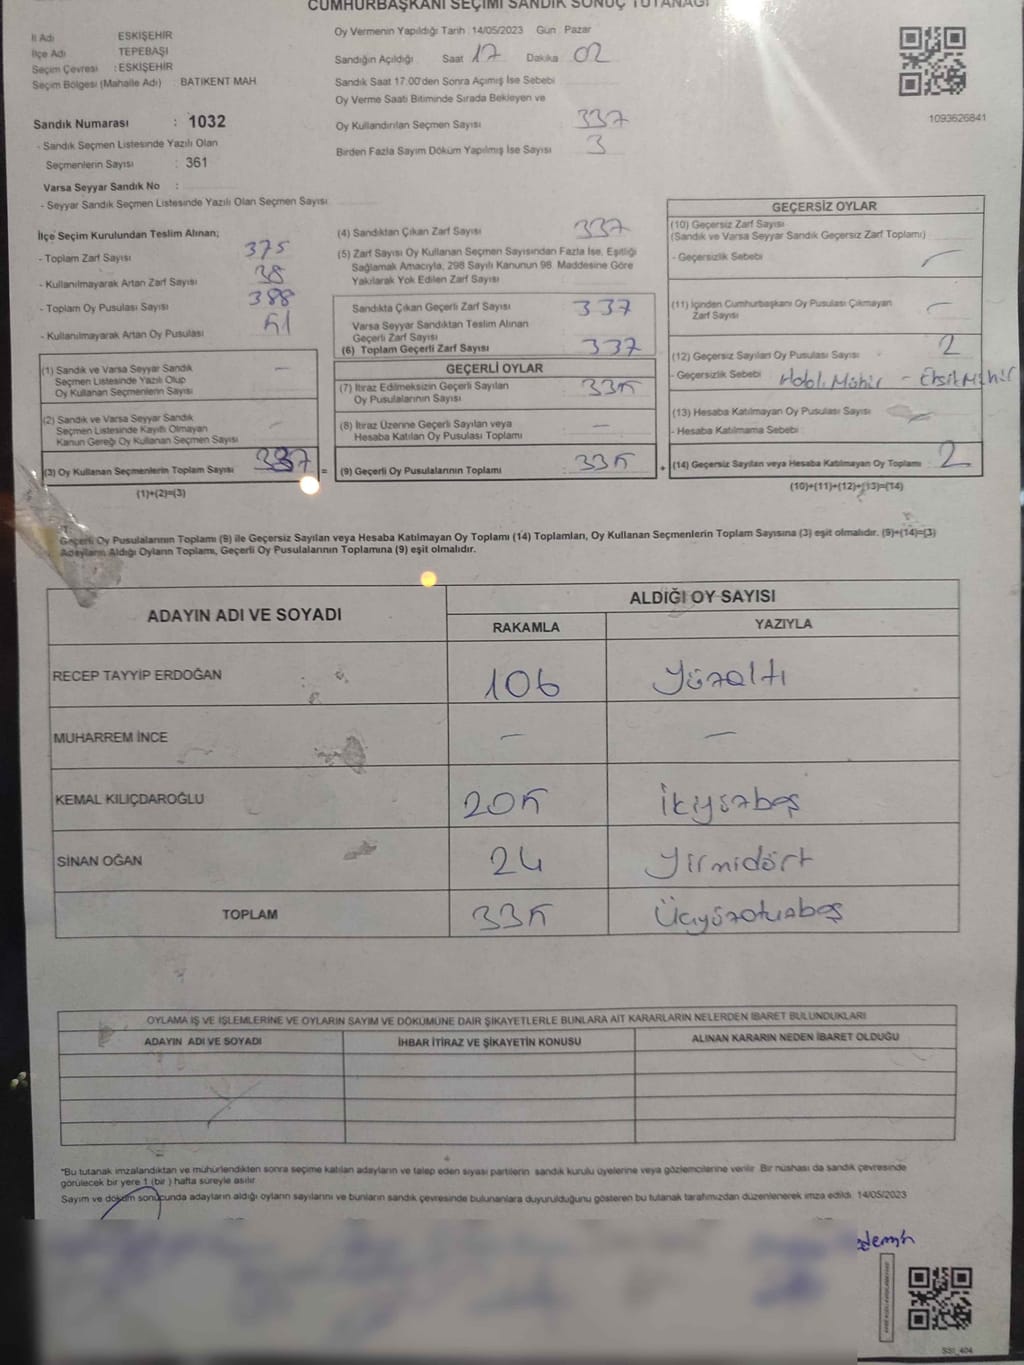 CUMHURBAŞKANI SEÇİMİ SANDIK SONUÇ TUTANAĞI
İl Adı ESKİŞEHİR
İlçe Adı TEPEBAŞI
Seçim Çevresi : ESKİŞEHİR
Seçim Bölgesi (Mahalle Adı) : BATIKENT MAH
Sandık Numarası : 1032
- Sandık Seçmen Listesinde Yazılı Olan
Seçmenlerin Sayısı : 361
Varsa Seyyar Sandık No :
- Seyyar Sandık Seçmen Listesinde Yazılı Olan Seçmen Sayısı
Oy Vermenin Yapıldığı Tarih : 14/05/2023 Gün : Pazar
Sandığın Açıldığı Saat 17 Dakika 02
Sandık Saat 17:00'den Sonra Açımış İse Sebebi
Oy Verme Saati Bitiminde Sırada Bekleyen ve
Oy Kullandırılan Seçmen Sayısı 337
Birden Fazla Sayım Döküm Yapılmış İse Sayısı 3
1093626841
İlçe Seçim Kurulundan Teslim Alınan;
- Toplam Zarf Sayısı 375
- Kullanılmayarak Artan Zarf Sayısı 38
- Toplam Oy Pusulası Sayısı 388
- Kullanılmayarak Artan Oy Pusulası 51
(1) Sandık ve Varsa Seyyar Sandık
Seçmen Listesinde Yazılı Olup
Oy Kullanan Seçmenlerin Sayısı –
(2) Sandık ve Varsa Seyyar Sandık
Seçmen Listesinde Kayıtlı Olmayan
Kanun Gereği Oy Kullanan Seçmen Sayısı –
(3) Oy Kullanan Seçmenlerin Toplam Sayısı 337 =
(1)+(2)=(3)
(4) Sandıktan Çıkan Zarf Sayısı 337
(5) Zarf Sayısı Oy Kullanan Seçmen Sayısından Fazla İse, Eşitliği
Sağlamak Amacıyla, 298 Sayılı Kanunun 98. Maddesine Göre
Yakılarak Yok Edilen Zarf Sayısı
Sandıkta Çıkan Geçerli Zarf Sayısı 337
Varsa Seyyar Sandıktan Teslim Alınan
Geçerli Zarf Sayısı
(6) Toplam Geçerli Zarf Sayısı 337
GEÇERLİ OYLAR
(7) İtiraz Edilmeksizin Geçerli Sayılan
Oy Pusulalarının Sayısı 335
(8) İtiraz Üzerine Geçerli Sayılan veya
Hesaba Katılan Oy Pusulası Toplamı –
(9) Geçerli Oy Pusulalarının Toplamı 335 +
GEÇERSİZ OYLAR
(10) Geçersiz Zarf Sayısı
(Sandık ve Varsa Seyyar Sandık Geçersiz Zarf Toplamı)
- Geçersizlik Sebebi –
(11) İçinden Cumhurbaşkanı Oy Pusulası Çıkmayan
Zarf Sayısı –
(12) Geçersiz Sayılan Oy Pusulası Sayısı 2
- Geçersizlik Sebebi Hatalı Mühür – Eksik Mühür
(13) Hesaba Katılmayan Oy Pusulası Sayısı
- Hesaba Katılmama Sebebi
(14) Geçersiz Sayılan veya Hesaba Katılmayan Oy Toplamı 2
(10)+(11)+(12)+(13)=(14)
Geçerli Oy Pusulalarının Toplamı (9) ile Geçersiz Sayılan veya Hesaba Katılmayan Oy Toplamı (14) Toplamları, Oy Kullanan Seçmenlerin Toplam Sayısına (3) eşit olmalıdır. (9)+(14)=(3)
Adayların Aldığı Oyların Toplamı, Geçerli Oy Pusulalarının Toplamına (9) eşit olmalıdır.
ADAYIN ADI VE SOYADI ALDIĞI OY SAYISI
RAKAMLA YAZIYLA
RECEP TAYYİP ERDOĞAN 106 Yüzaltı
MUHARREM İNCE – –
KEMAL KILIÇDAROĞLU 205 İkiyüzbeş
SİNAN OĞAN 24 Yirmidört
TOPLAM 335 Üçyüzotuzbeş
OYLAMA İŞ VE İŞLEMLERİNE VE OYLARIN SAYIM VE DÖKÜMÜNE DAİR ŞİKAYETLERLE BUNLARA AİT KARARLARIN NELERDEN İBARET BULUNDUKLARI
ADAYIN ADI VE SOYADI İHBAR İTİRAZ VE ŞİKAYETİN KONUSU ALINAN KARARIN NEDEN İBARET OLDUĞU
*Bu tutanak imzalandıktan ve mühürlendikten sonra seçime katılan adayların ve talep eden siyasi partilerin sandık kurulu üyelerine veya gözlemcilerine verilir. Bir nüshası da sandık çevresinde
görülecek bir yere 1 (bir) hafta süreyle asılır.
Sayım ve döküm sonucunda adayların aldığı oyların sayılarını ve bunların sandık çevresinde bulunanlara duyurulduğunu gösteren bu tutanak tarafımızdan düzenlenerek imza edildi. 14/05/2023
SSI_404